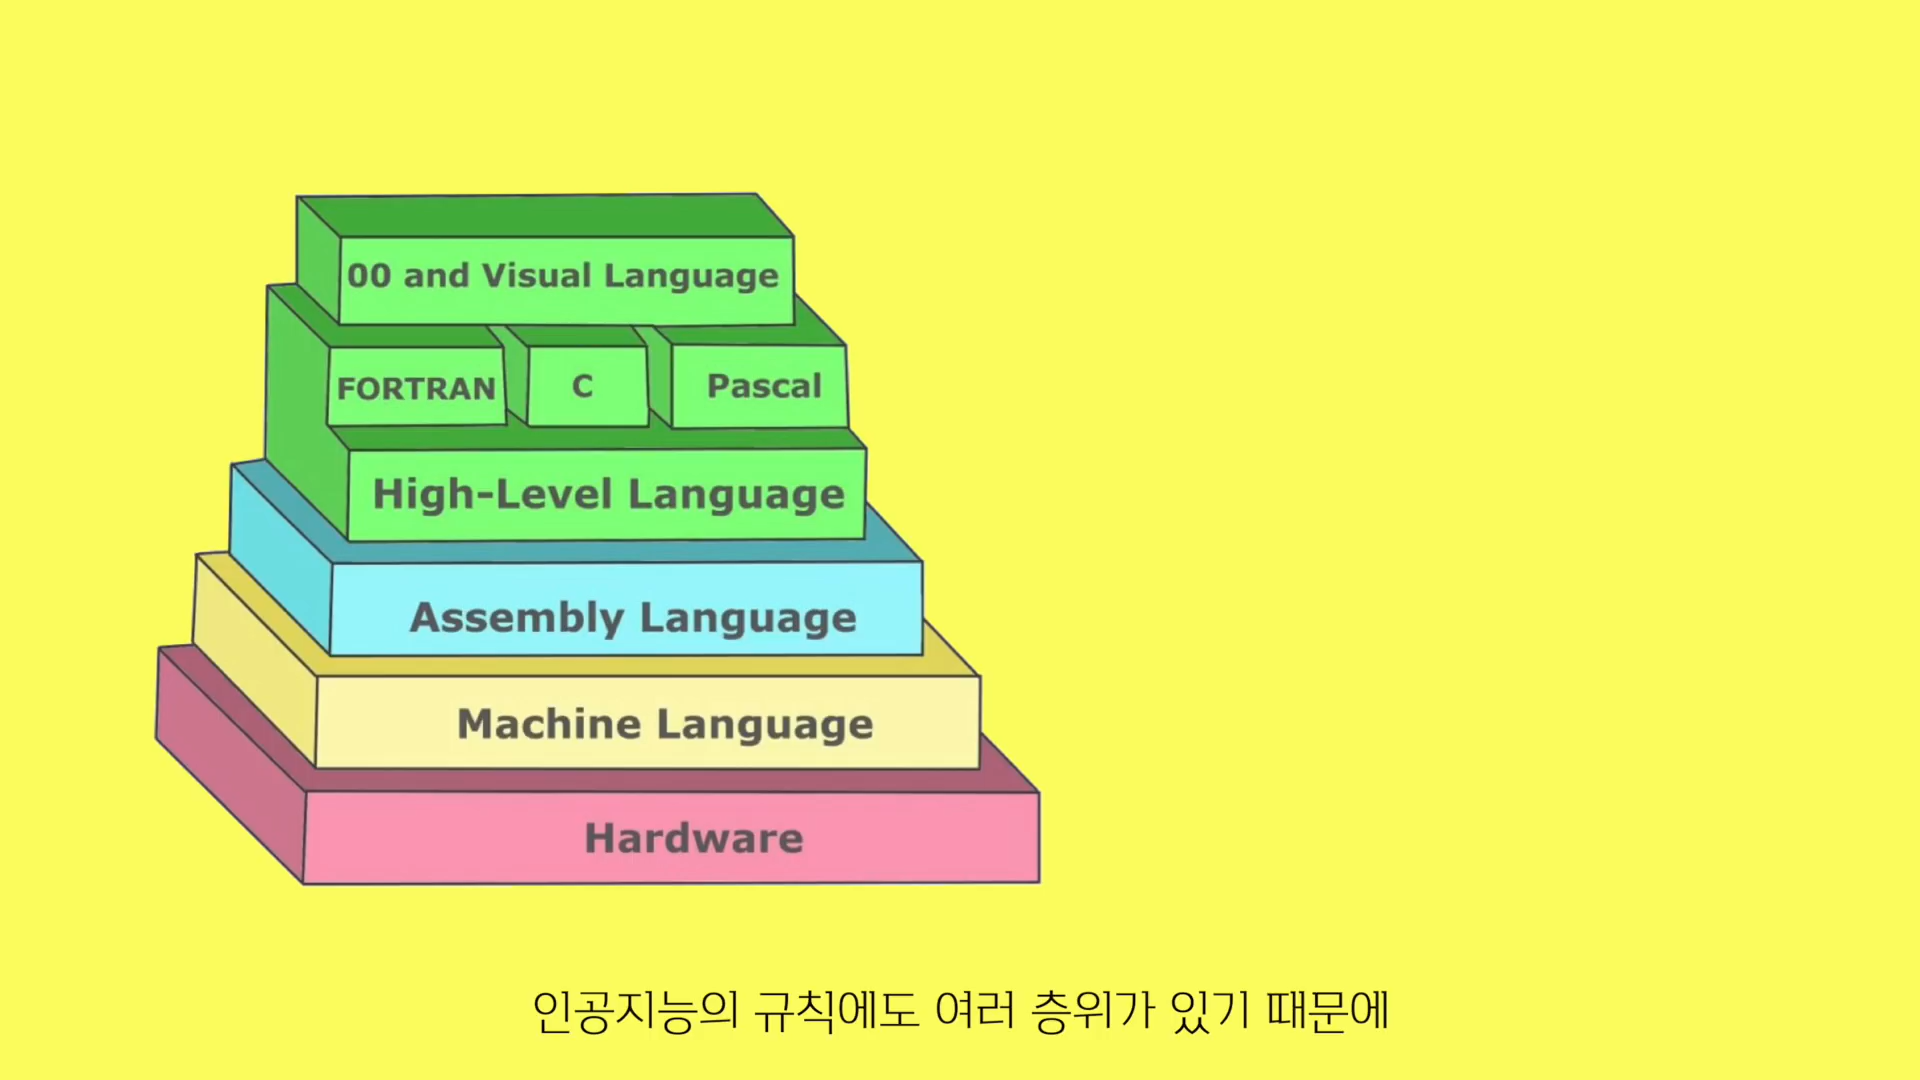 00 and Visual Language
FORTRAN C Pascal
High-Level Language
Assembly Language
Machine Language
Hardware
인공지능의 규칙에도 여러 층위가 있기 때문에